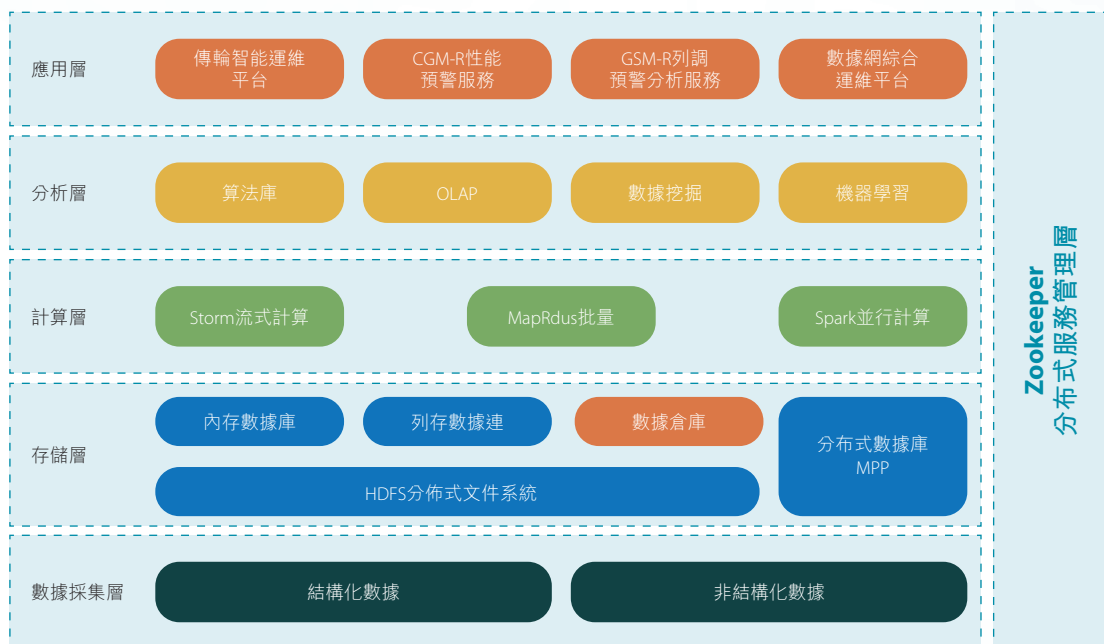 應用層
傳輪智能運維
平台
CGM-R性能
預警服務
GSM-R列調
預警分析服務
數據網綜合
運維平台
分析層
算法庫
OLAP
數據挖掘
機器學習
計算層
Storm流式計算
MapRdus批量
Spark並行計算
存儲層
內存數據庫
列存數據連
數據倉庫
分布式數據庫
MPP
HDFS分佈式文件系統
數據採集層
結構化數據
非結構化數據
Zookeeper
分布式服務管理層